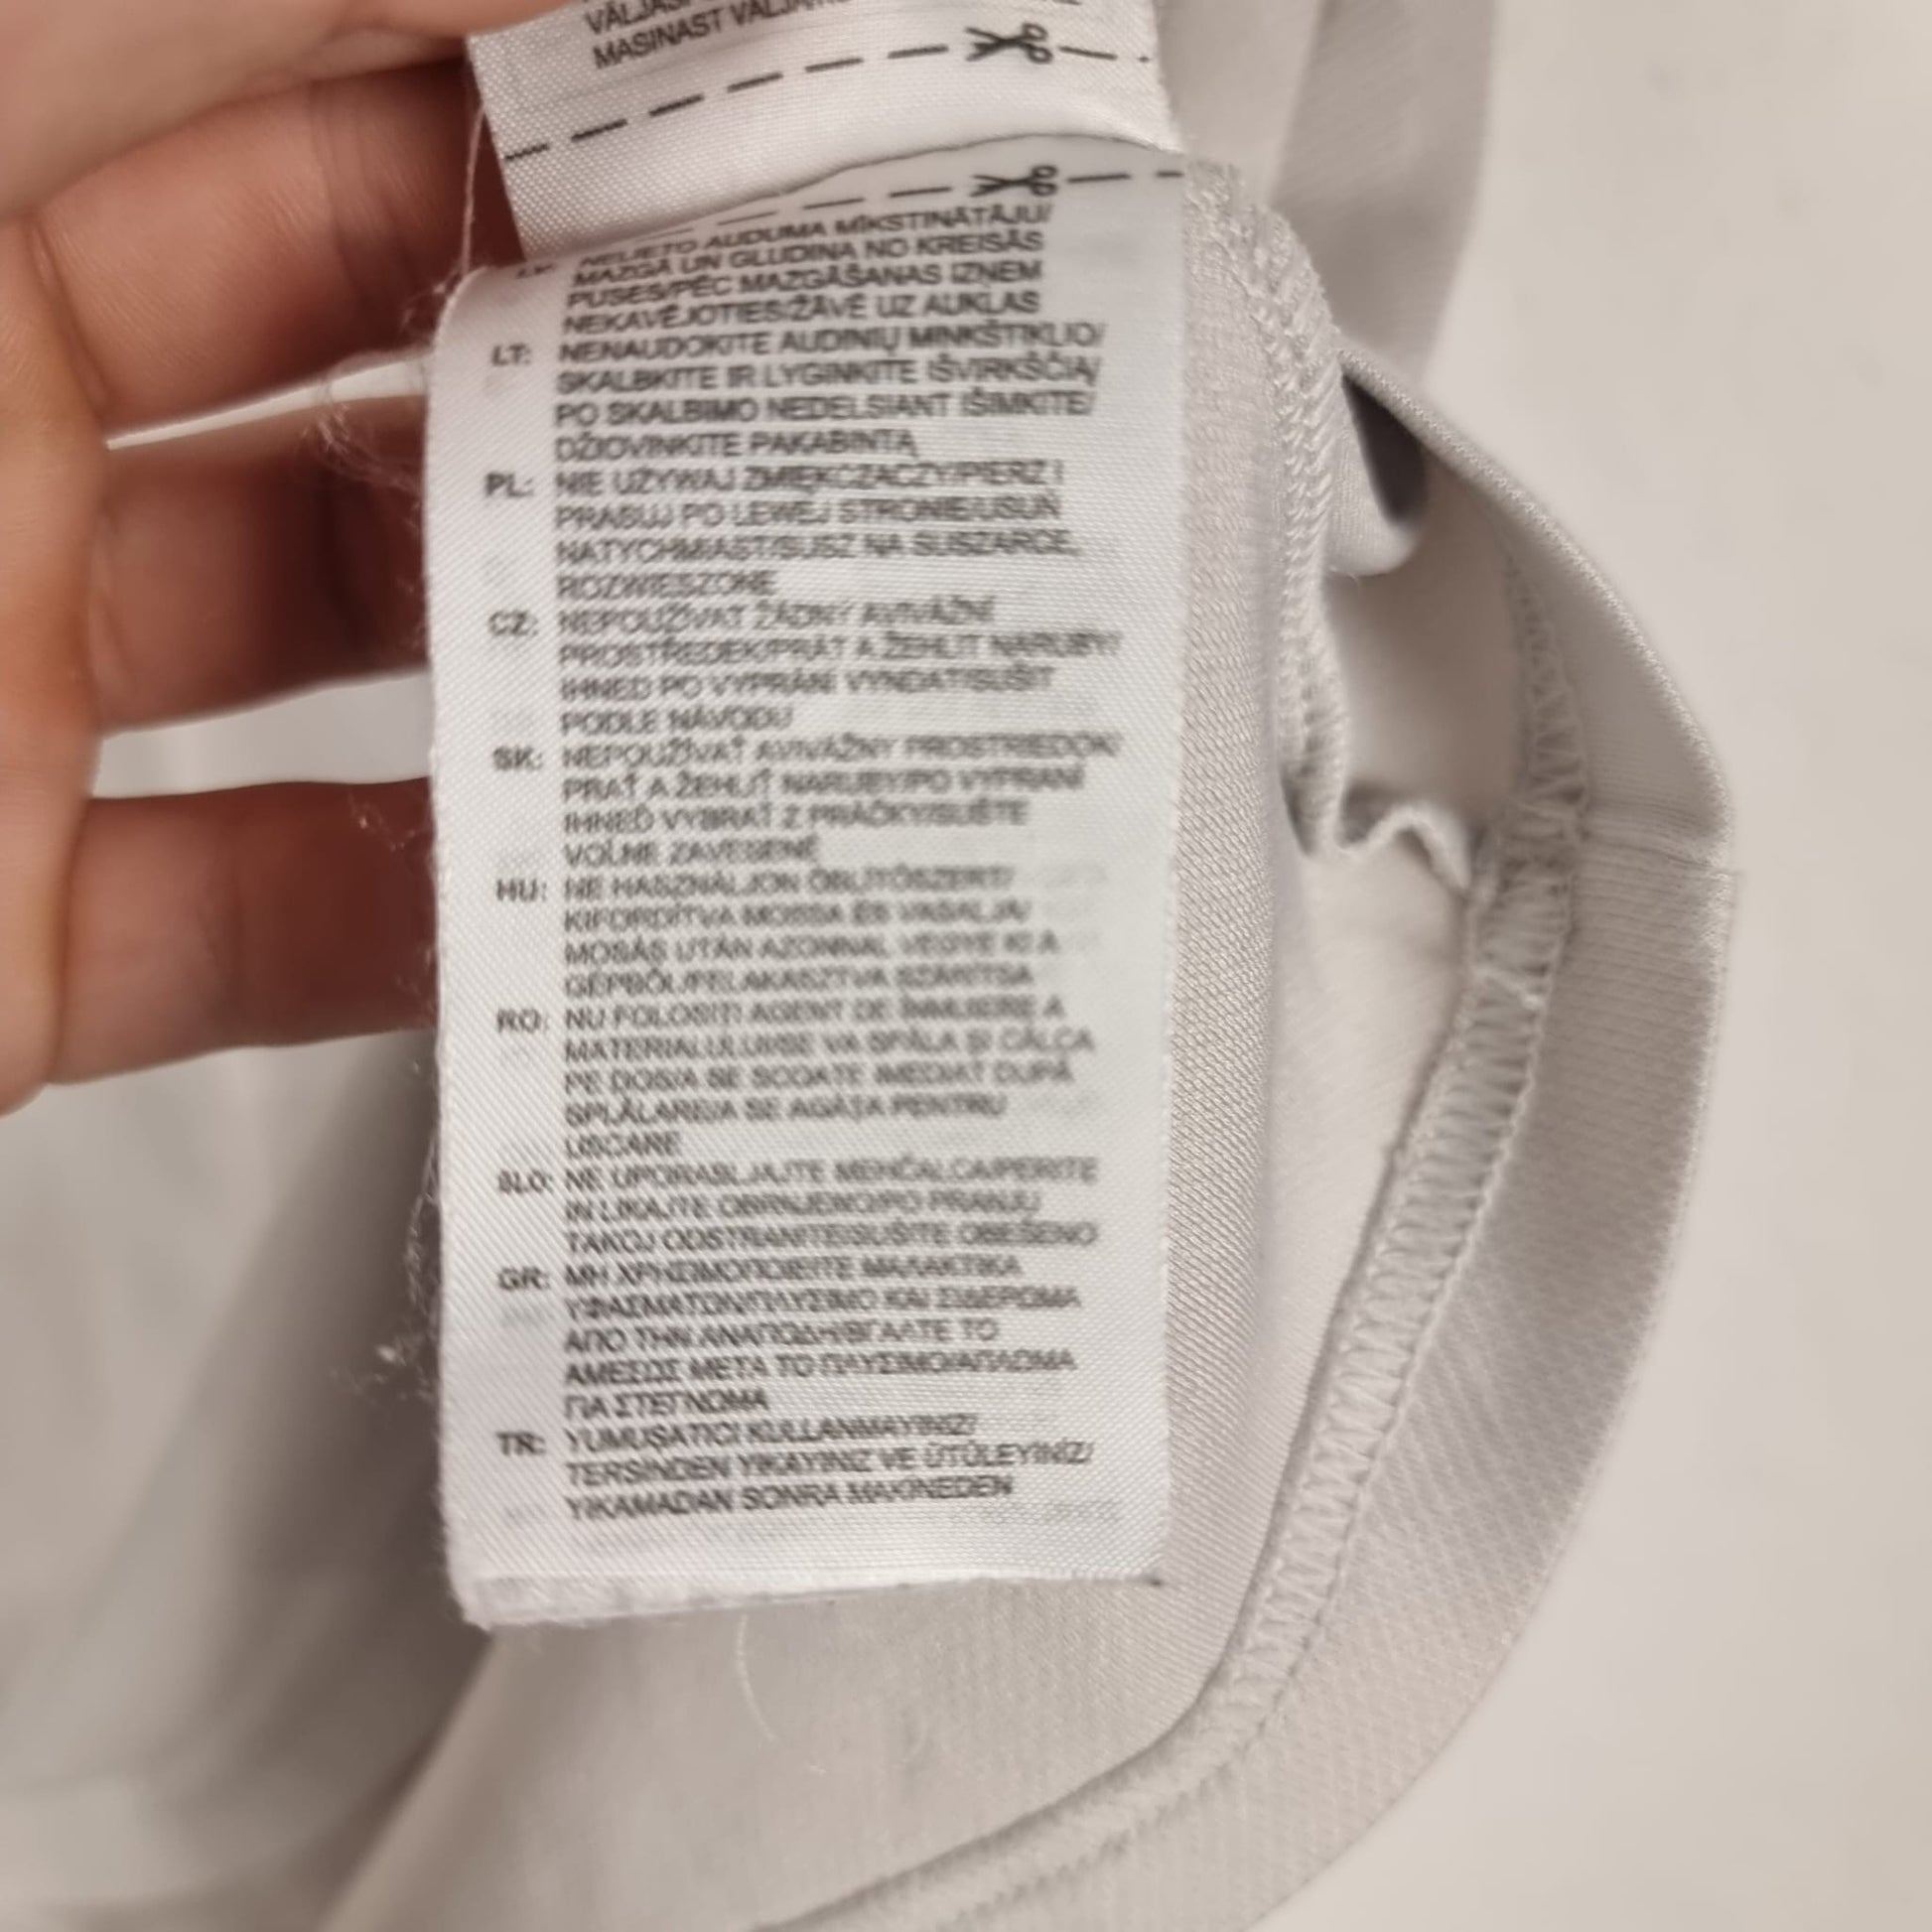 MASINAST
AUDUMA MĪKSTINĀTĀJU/
MAZGĀ UN GLUDINA NO KREISĀS
PUSES/PĒC MAZGĀŠANAS IZŅEM
NEKAVĒJOTIES/ŽĀVĒ UZ AUKLAS
LT: NENAUDOKITE AUDINIŲ MINKŠTIKLIO/
SKALBKITE IR LYGINKITE IŠVIRKŠČIĄ/
PO SKALBIMO NEDELSIANT IŠIMKITE/
DŽIOVINKITE PAKABINTĄ
PL: NIE UŻYWAJ ZMIĘKCZACZY/PIERZ I
PRASUJ PO LEWEJ STRONIE/USUŃ
NATYCHMIAST/SUSZ NA SUSZARCE,
ROZWIESZONE
CZ: NEPOUŽÍVAT ŽÁDNÝ AVIVÁŽNÍ
PROSTŘEDEK/PRÁT A ŽEHLIT NARUBY/
IHNED PO VYPRÁNÍ VYNDAT/SUŠIT
PODLE NÁVODU
SK: NEPOUŽÍVAŤ AVIVÁŽNY PROSTRIEDOK/
PRAŤ A ŽEHLIŤ NARUBY/PO VYPRANÍ
IHNEĎ VYBRAŤ Z PRÁČKY/SUŠTE
VOĽNE ZAVESENÉ
HU: NE HASZNÁLJON ÖBLÍTŐSZERT/
KIFORDÍTVA MOSSA ÉS VASALJA/
MOSÁS UTÁN AZONNAL VEGYE KI A
GÉPBŐL/FELAKASZTVA SZÁRÍTSA
RO: NU FOLOSIȚI AGENT DE ÎNMUIERE A
MATERIALULUI/SE VA SPĂLA ȘI CĂLCA
PE DOS/A SE SCOATE IMEDIAT DUPĂ
SPLĂLARE/A SE AGĂȚA PENTRU
USCARE
SLO: NE UPORABLJAJTE MEHČALCA/PERITE
IN LIKAJTE OBRNJENO/PO PRANJU
TAKOJ ODSTRANITE/SUŠITE OBEŠENO
GR: ΜΗ ΧΡΗΣΙΜΟΠΟΙΕΙΤΕ ΜΑΛΑΚΤΙΚΑ
ΥΦΑΣΜΑΤΩΝ/ΠΛΥΣΙΜΟ ΚΑΙ ΣΙΔΕΡΩΜΑ
ΑΠΟ ΤΗΝ ΑΝΑΠΟΔΗ/ΒΓΑΛΤΕ ΤΟ
ΑΜΕΣΩΣ ΜΕΤΑ ΤΟ ΠΛΥΣΙΜΟ/ΑΠΛΩΜΑ
ΓΙΑ ΣΤΕΓΝΩΜΑ
TR: YUMUŞATICI KULLANMAYINIZ/
TERSİNDEN YIKAYINIZ VE ÜTÜLEYİNİZ/
YIKAMADAN SONRA MAKİNEDEN